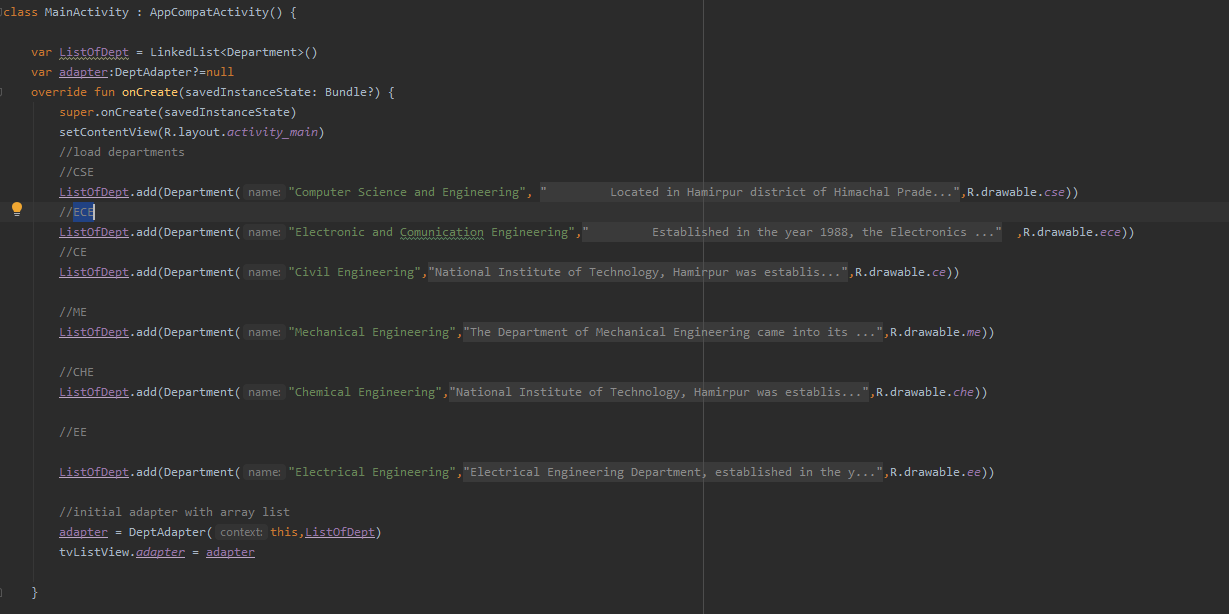 class MainActivity : AppCompatActivity() {
var ListOfDept = LinkedList<Department>()
var adapter:DeptAdapter?=null
override fun onCreate(savedInstanceState: Bundle?) {
super.onCreate(savedInstanceState)
setContentView(R.layout.activity_main)
//load departments
//CSE
ListOfDept.add(Department( name: "Computer Science and Engineering", "          Located in Hamirpur district of Himachal Prade...",R.drawable.cse))
//ECE
ListOfDept.add(Department( name: "Electronic and Comunication Engineering","          Established in the year 1988, the Electronics ..."  ,R.drawable.ece))
//CE
ListOfDept.add(Department( name: "Civil Engineering","National Institute of Technology, Hamirpur was establis...",R.drawable.ce))
//ME
ListOfDept.add(Department( name: "Mechanical Engineering","The Department of Mechanical Engineering came into its ...",R.drawable.me))
//CHE
ListOfDept.add(Department( name: "Chemical Engineering","National Institute of Technology, Hamirpur was establis...",R.drawable.che))
//EE
ListOfDept.add(Department( name: "Electrical Engineering","Electrical Engineering Department, established in the y...",R.drawable.ee))
//initial adapter with array list
adapter = DeptAdapter( context: this,ListOfDept)
tvListView.adapter = adapter
}